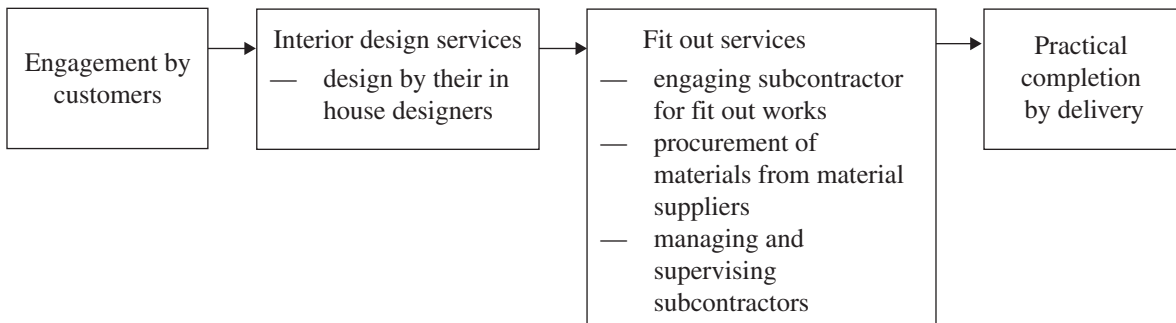 Engagement by
customers
Interior design services
— design by their in
house designers
Fit out services
— engaging subcontractor
for fit out works
— procurement of
materials from material
suppliers
— managing and
supervising
subcontractors
Practical
completion
by delivery